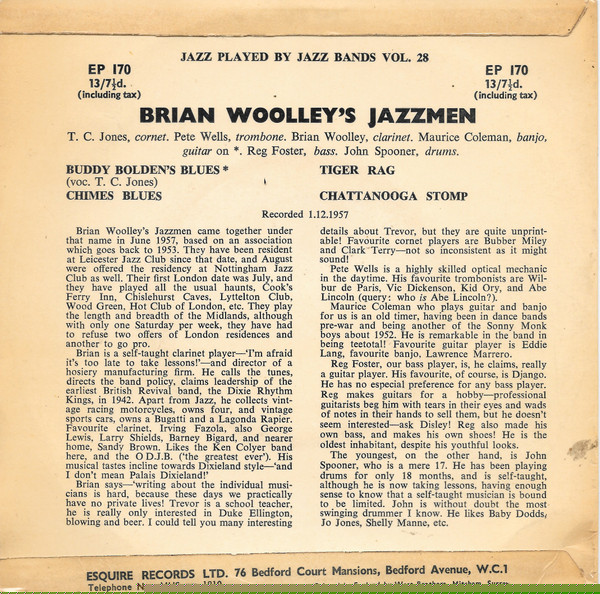 JAZZ PLAYED BY JAZZ BANDS VOL. 28
EP 170
13/7½d.
(including tax)
EP 170
13/7½d.
(including tax)
BRIAN WOOLLEY'S JAZZMEN
T. C. Jones, cornet. Pete Wells, trombone. Brian Woolley, clarinet. Maurice Coleman, banjo,
guitar on *. Reg Foster, bass. John Spooner, drums.
BUDDY BOLDEN'S BLUES *
(voc. T. C. Jones)
CHIMES BLUES
TIGER RAG
CHATTANOOGA STOMP
Recorded 1.12.1957
Brian Woolley's Jazzmen came together under
that name in June 1957, based on an association
which goes back to 1953. They have been resident
at Leicester Jazz Club since that date, and August
were offered the residency at Nottingham Jazz
Club as well. Their first London date was July, and
they have played all the usual haunts, Cook's
Ferry Inn, Chislehurst Caves, Lyttelton Club,
Wood Green, Hot Club of London, etc. They play
the length and breadth of the Midlands, although
with only one Saturday per week, they have had
to refuse two offers of London residences and
another to go pro.
Brian is a self-taught clarinet player—'I'm afraid
it's too late to take lessons!'—and director of a
hosiery manufacturing firm. He calls the tunes,
directs the band policy, claims leadership of the
earliest British Revival band, the Dixie Rhythm
Kings, in 1942. Apart from Jazz, he collects vint-
age racing motorcycles, owns four, and vintage
sports cars, owns a Bugatti and a Lagonda Rapier.
Favourite clarinet, Irving Fazola, also George
Lewis, Larry Shields, Barney Bigard, and nearer
home, Sandy Brown. Likes the Ken Colyer band
here, and the O.D.J.B. ('the greatest ever'). His
musical tastes incline towards Dixieland style—'and
I don't mean Palais Dixieland!'
Brian says—'writing about the individual musi-
cians is hard, because these days we practically
have no private lives! Trevor is a school teacher,
he is really only interested in Duke Ellington,
blowing and beer. I could tell you many interesting
details about Trevor, but they are quite unprint-
able! Favourite cornet players are Bubber Miley
and Clark Terry—not so inconsistent as it might
sound!
Pete Wells is a highly skilled optical mechanic
in the daytime. His favourite trombonists are Wil-
bur de Paris, Vic Dickenson, Kid Ory, and Abe
Lincoln (query: who is Abe Lincoln?).
Maurice Coleman who plays guitar and banjo
for us is an old timer, having been in dance bands
pre-war and being another of the Sonny Monk
boys about 1952. He is remarkable in the band in
being teetotal! Favourite guitar player is Eddie
Lang, favourite banjo, Lawrence Marrero.
Reg Foster, our bass player, is, he claims, really
a guitar player. His favourite, of course, is Django.
He has no especial preference for any bass player.
Reg makes guitars for a hobby—professional
guitarists beg him with tears in their eyes and wads
of notes in their hands to sell them, but he doesn't
seem interested—ask Disley! Reg also made his
own bass, and makes his own shoes! He is the
oldest inhabitant, despite his youthful looks.
The youngest, on the other hand, is John
Spooner, who is a mere 17. He has been playing
drums for only 18 months, and is self-taught,
although he is now taking lessons, having enough
sense to know that a self-taught musician is bound
to be limited. John is without doubt the most
swinging drummer I know. He likes Baby Dodds,
Jo Jones, Shelly Manne, etc.
ESQUIRE RECORDS LTD. 76 Bedford Court Mansions, Bedford Avenue, W.C.1
Telephone